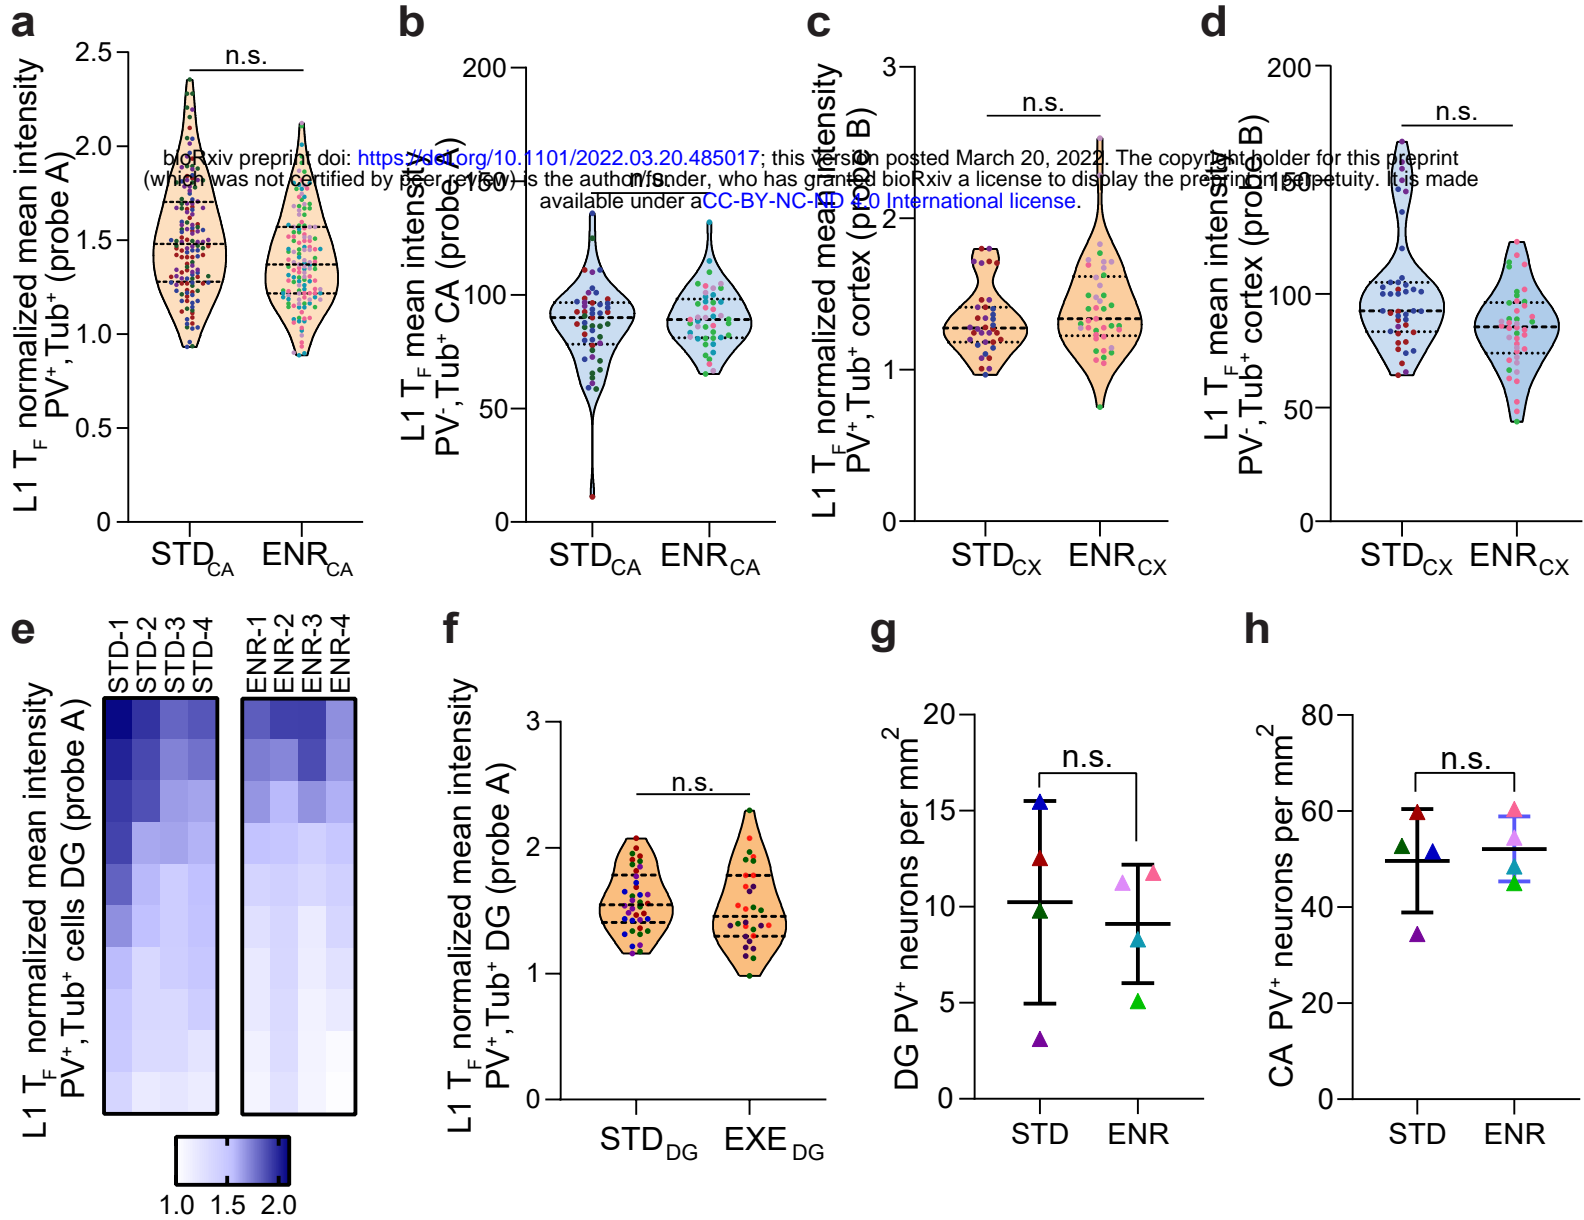 a
b
c
d
L1 TF normalized mean intensity
PV+,Tub+ (probe A)
2.5
2.0
1.5
1.0
0.5
0
n.s.
STDCA
ENRCA
L1 TF mean intensity
PV-,Tub+ CA (probe A)
200
150
100
50
0
n.s.
STDCA
ENRCA
L1 TF normalized mean intensity
PV+,Tub+ cortex (probe B)
3
2
1
0
n.s.
STDCX
ENRCX
L1 TF mean intensity
PV-,Tub+ cortex (probe B)
200
150
100
50
0
n.s.
STDCX
ENRCX
bioRxiv preprint doi: https://doi.org/10.1101/2022.03.20.485017; this version posted March 20, 2022. The copyright holder for this preprint
(which was not certified by peer review) is the author/funder, who has granted bioRxiv a license to display the preprint in perpetuity. It is made
available under aCC-BY-NC-ND 4.0 International license.
e
f
g
h
L1 TF normalized mean intensity
PV+,Tub+ cells DG (probe A)
STD-1
STD-2
STD-3
STD-4
ENR-1
ENR-2
ENR-3
ENR-4
1.0 1.5 2.0
L1 TF normalized mean intensity
PV+,Tub+ DG (probe A)
3
2
1
0
n.s.
STDDG
EXEDG
DG PV+ neurons per mm2
20
15
10
5
0
n.s.
STD
ENR
CA PV+ neurons per mm2
80
60
40
20
0
n.s.
STD
ENR